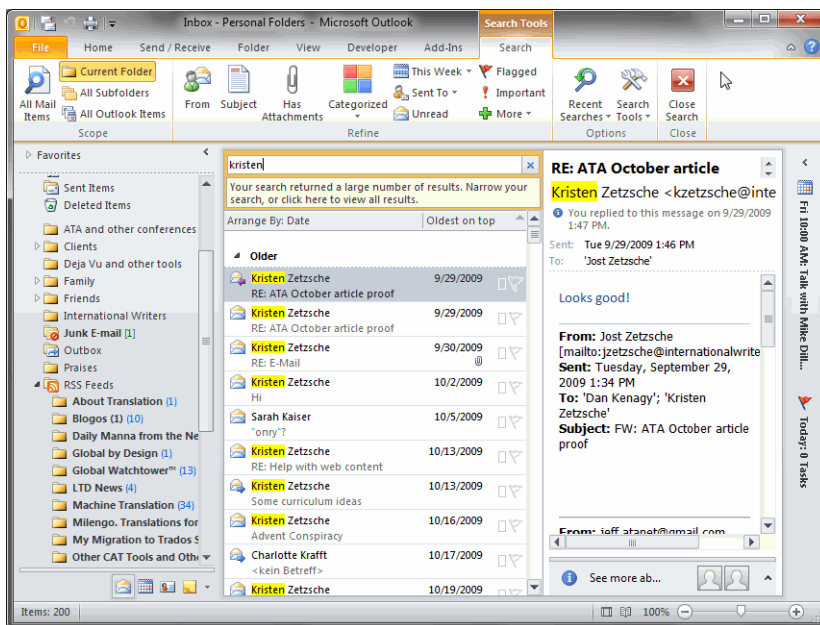 Inbox - Personal Folders - Microsoft Outlook
Search Tools
File
Home
Send / Receive
Folder
View
Developer
Add-Ins
Search
All Mail
Items
Current Folder
All Subfolders
All Outlook Items
Scope
From
Subject
Has
Attachments
Categorized
This Week
Sent To
Unread
Flagged
Important
More
Refine
Recent
Searches
Search
Tools
Options
Close
Search
Close
Favorites
Sent Items
Deleted Items
ATA and other conferences
Clients
Deja Vu and other tools
Family
Friends
International Writers
Junk E-mail [1]
Outbox
Praises
RSS Feeds
About Translation (1)
Blogos (1) (10)
Daily Manna from the Ne
Global by Design (1)
Global Watchtower™ (13)
LTD News (4)
Machine Translation (34)
Milengo. Translations for
My Migration to Trados S
Other CAT Tools and Othe
kristen
Your search returned a large number of results. Narrow your
search, or click here to view all results.
Arrange By: Date
Oldest on top
Older
Kristen Zetzsche 9/29/2009
RE: ATA October article proof
Kristen Zetzsche 9/29/2009
RE: ATA October article proof
Kristen Zetzsche 9/30/2009
RE: E-Mail
Kristen Zetzsche 10/2/2009
Hi
Sarah Kaiser 10/5/2009
"onry"?
Kristen Zetzsche 10/13/2009
RE: Help with web content
Kristen Zetzsche 10/13/2009
Some curriculum ideas
Kristen Zetzsche 10/16/2009
Advent Conspiracy
Charlotte Krafft 10/17/2009
<kein Betreff>
Kristen Zetzsche 10/19/2009
RE: ATA October article
Kristen Zetzsche <kzetzsche@inte
You replied to this message on 9/29/2009
1:47 PM.
Sent: Tue 9/29/2009 1:46 PM
To: 'Jost Zetzsche'
Looks good!
From: Jost Zetzsche
[mailto:jzetzsche@internationalwrite
Sent: Tuesday, September 29,
2009 1:34 PM
To: 'Dan Kenagy'; 'Kristen
Zetzsche'
Subject: FW: ATA October article
proof
From: jeff.atanet@gmail.com
See more ab...
Fri 10:00 AM: Talk with Mike Dill...
Today: 0 Tasks
Items: 200
100%